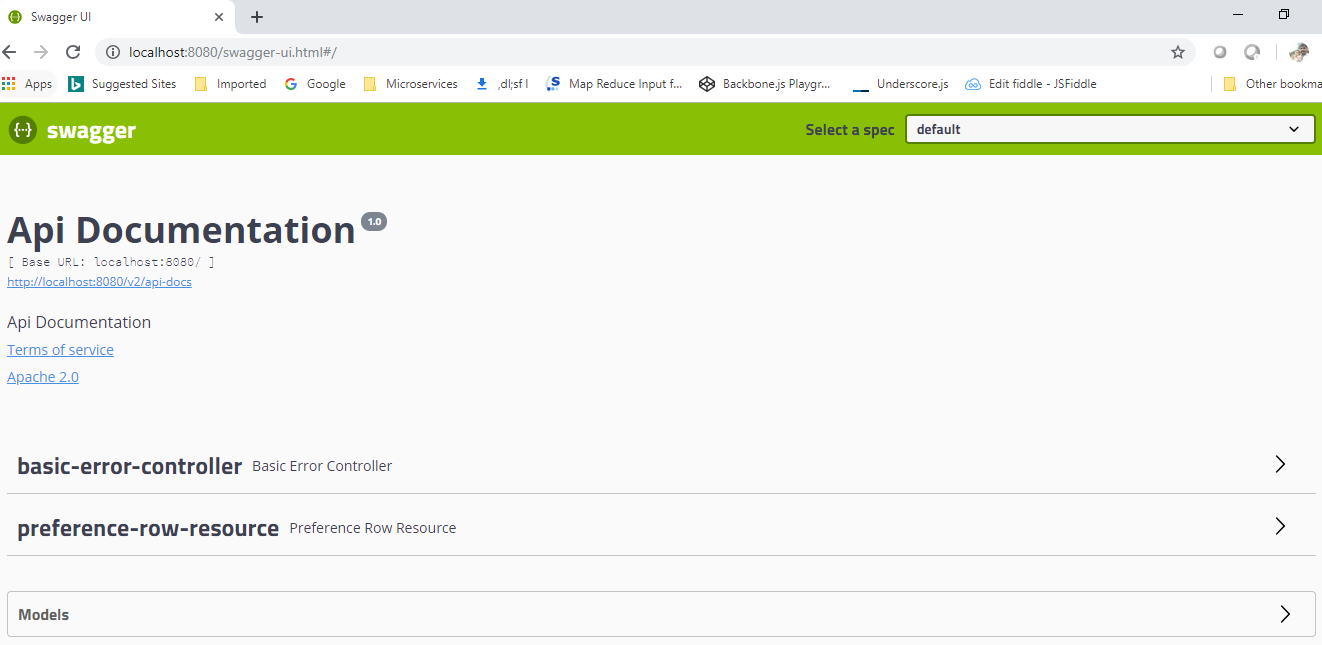 Swagger UI
localhost:8080/swagger-ui.html#/
Apps Suggested Sites Imported Google Microservices ,dl;sf l Map Reduce Input f... Backbone.js Playgr... Underscore.js Edit fiddle - JSFiddle Other bookma
{··} swagger Select a spec default
Api Documentation 1.0
[ Base URL: localhost:8080/ ]
http://localhost:8080/v2/api-docs
Api Documentation
Terms of service
Apache 2.0
basic-error-controller Basic Error Controller
preference-row-resource Preference Row Resource
Models